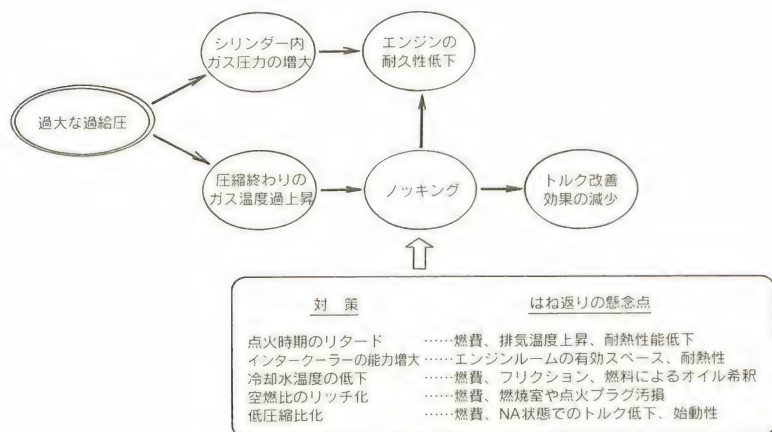 シリンダー内
ガス圧力の増大
エンジンの
耐久性低下
過大な過給圧
圧縮終わりの
ガス温度過上昇
ノッキング
トルク改善
効果の減少
対 策 はね返りの懸念点
点火時期のリタード ……燃費、排気温度上昇、耐熱性能低下
インタークーラーの能力増大……エンジンルームの有効スペース、耐熱性
冷却水温度の低下 ……燃費、フリクション、燃料によるオイル希釈
空燃比のリッチ化 ……燃費、燃焼室や点火プラグ汚損
低圧縮比化 ……燃費、NA状態でのトルク低下、始動性